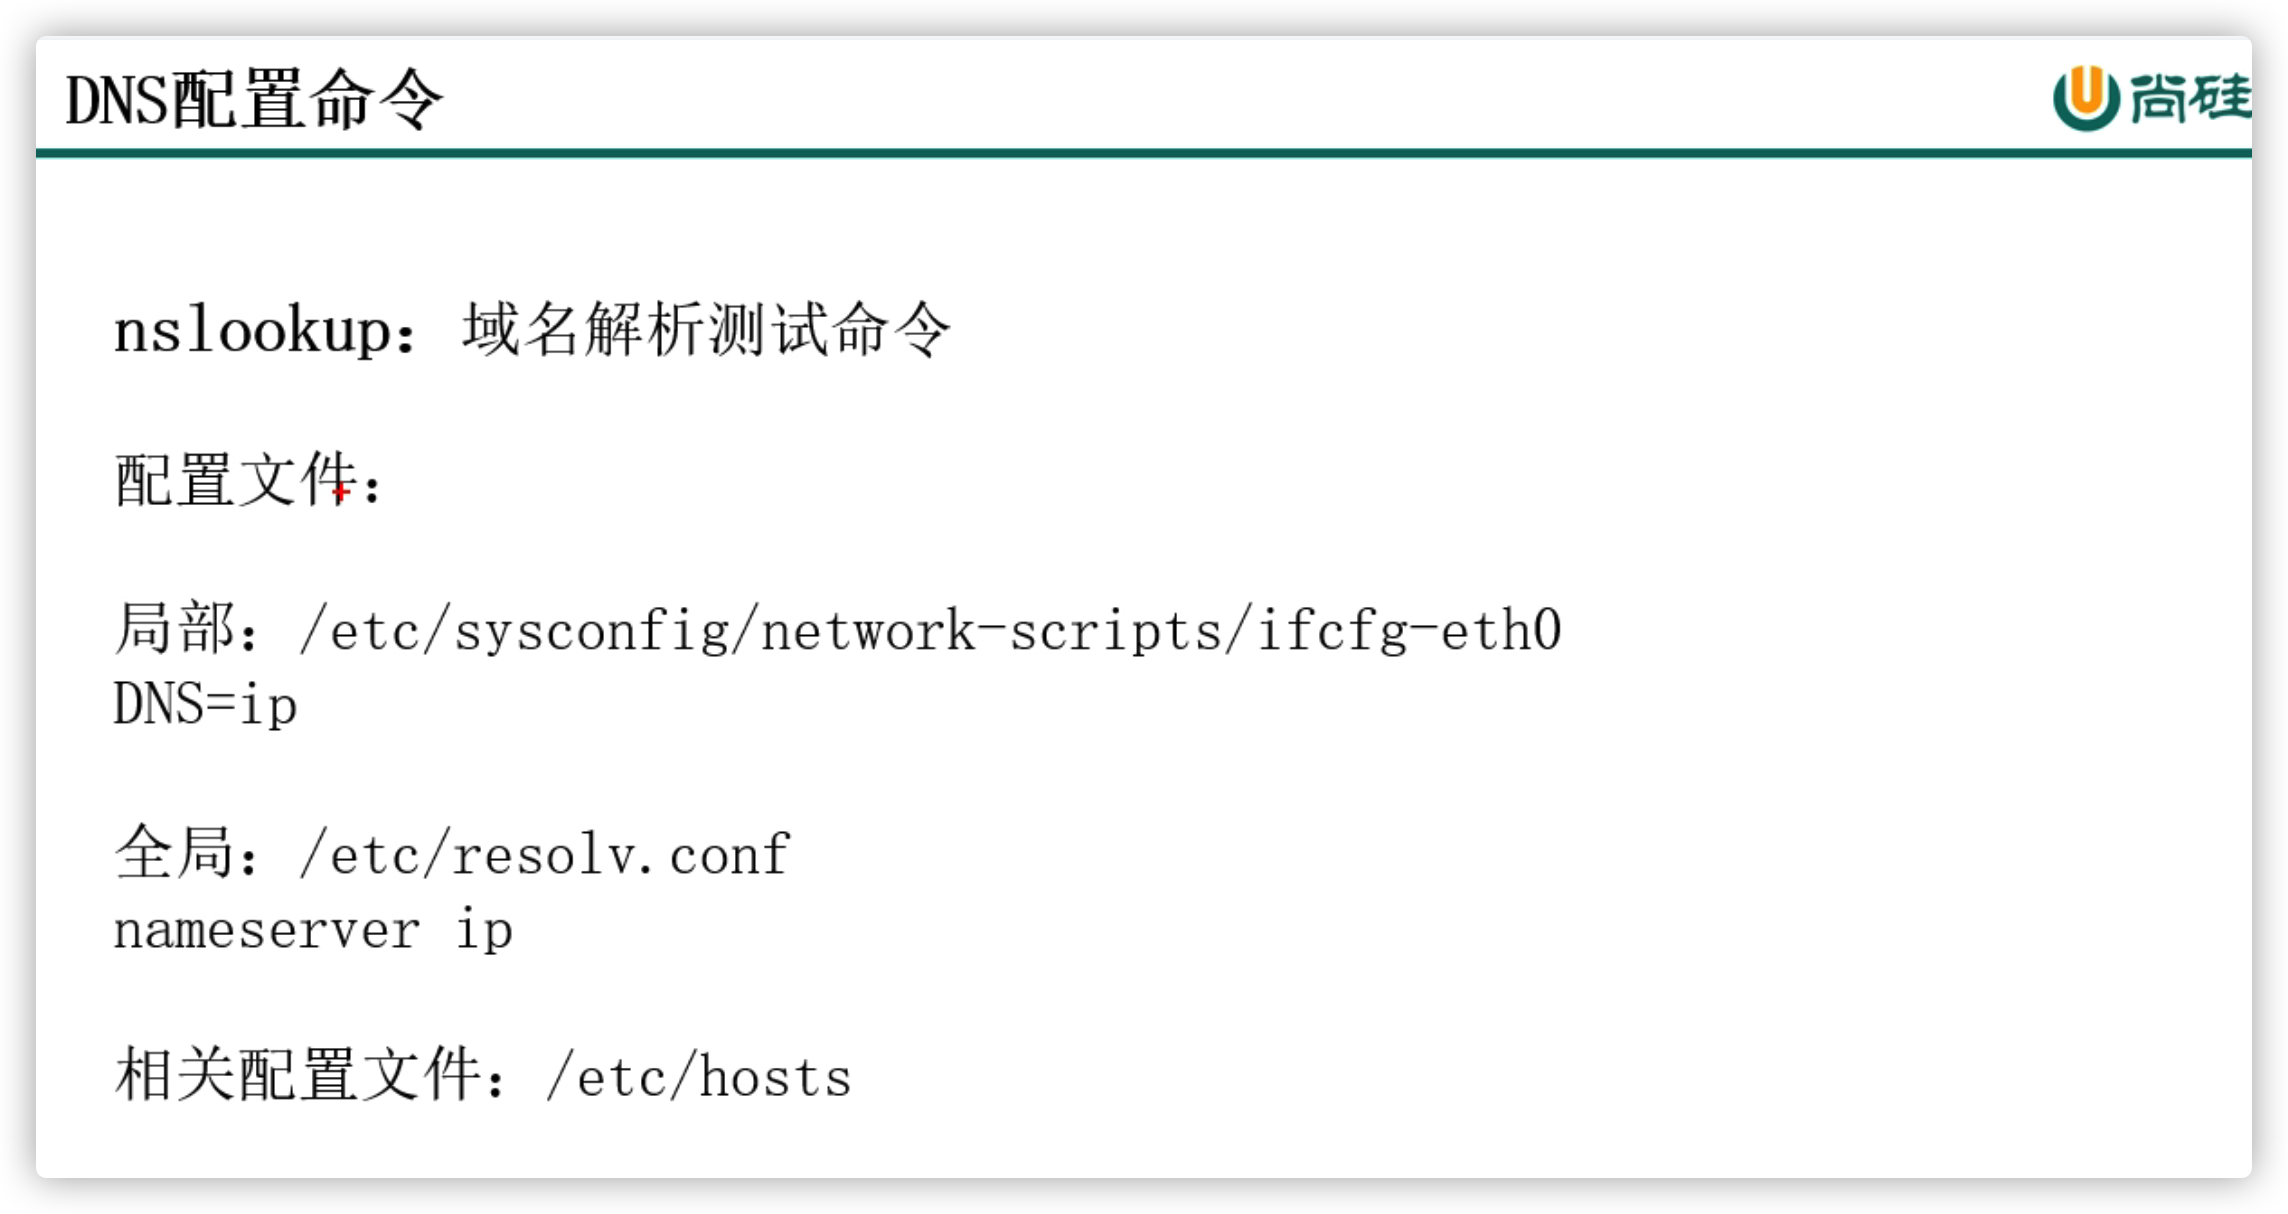 DNS配置命令
尚硅
nslookup：域名解析测试命令
配置文件：
局部：/etc/sysconfig/network-scripts/ifcfg-eth0
DNS=ip
全局：/etc/resolv.conf
nameserver ip
相关配置文件：/etc/hosts